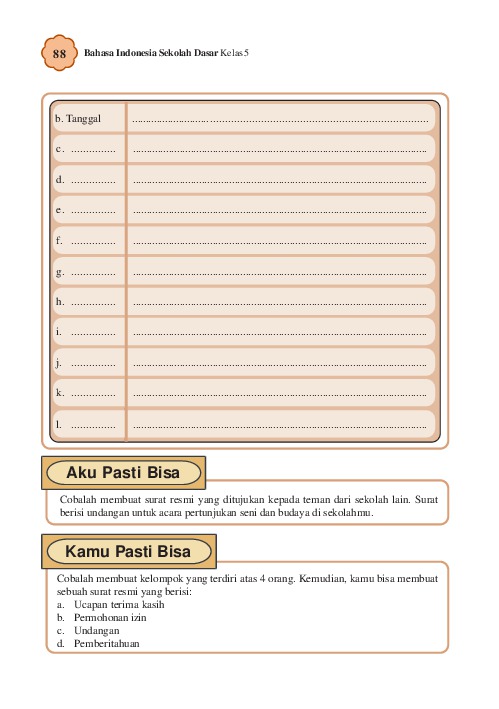 88 Bahasa Indonesia Sekolah Dasar Kelas 5
b. Tanggal ................................................................................................
c. ............... ................................................................................................
d. ............... ................................................................................................
e. ............... ................................................................................................
f. ............... ................................................................................................
g. ............... ................................................................................................
h. ............... ................................................................................................
i. ............... ................................................................................................
j. ............... ................................................................................................
k. ............... ................................................................................................
l. ............... ................................................................................................
Aku Pasti Bisa
Cobalah membuat surat resmi yang ditujukan kepada teman dari sekolah lain. Surat
berisi undangan untuk acara pertunjukan seni dan budaya di sekolahmu.
Kamu Pasti Bisa
Cobalah membuat kelompok yang terdiri atas 4 orang. Kemudian, kamu bisa membuat
sebuah surat resmi yang berisi:
a. Ucapan terima kasih
b. Permohonan izin
c. Undangan
d. Pemberitahuan